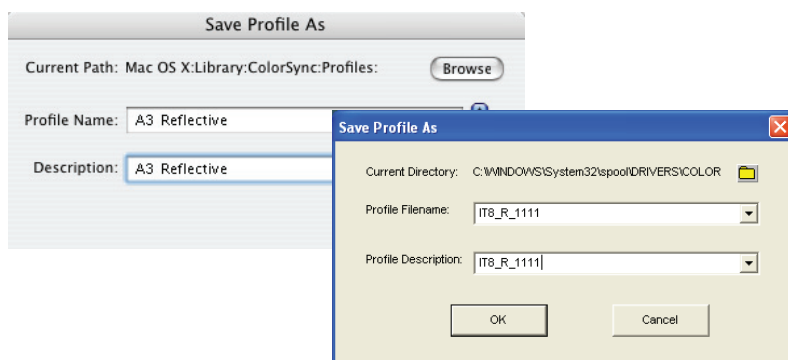 Save Profile As
Current Path: Mac OS X:Library:ColorSync:Profiles: Browse
Profile Name: A3 Reflective
Description: A3 Reflective
Save Profile As
Current Directory: C:\WINDOWS\System32\spool\DRIVERS\COLOR
Profile Filename: IT8_R_1111
Profile Description: IT8_R_1111
OK Cancel